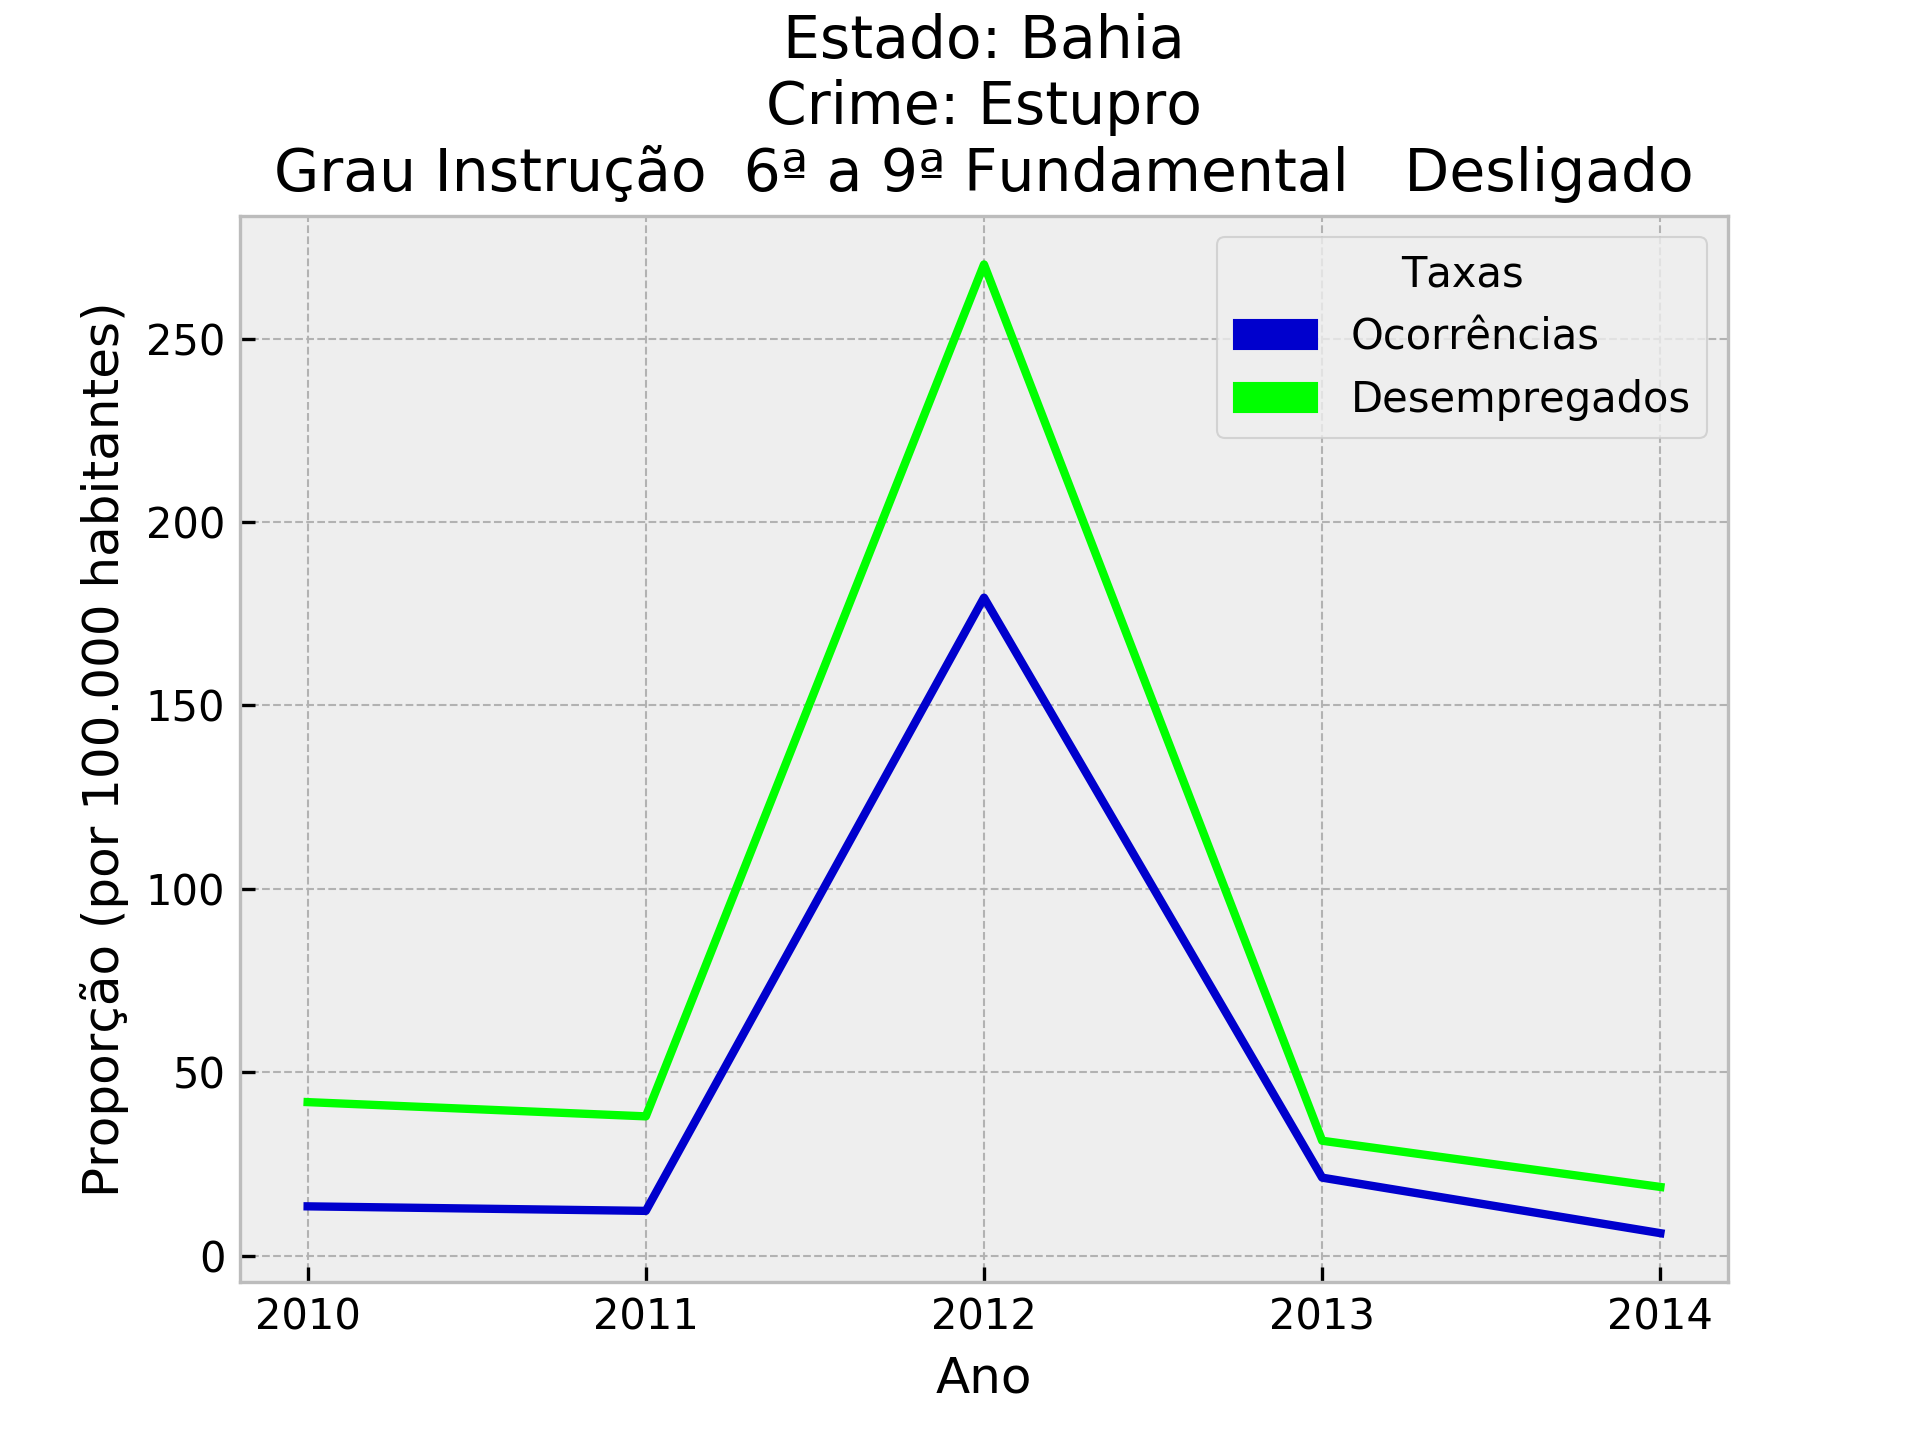 Estado: Bahia
Crime: Estupro
Grau Instrução  6ª a 9ª Fundamental   Desligado
Taxas
Ocorrências
Desempregados
Proporção (por 100.000 habitantes)
250
200
150
100
50
0
2010 2011 2012 2013 2014
Ano